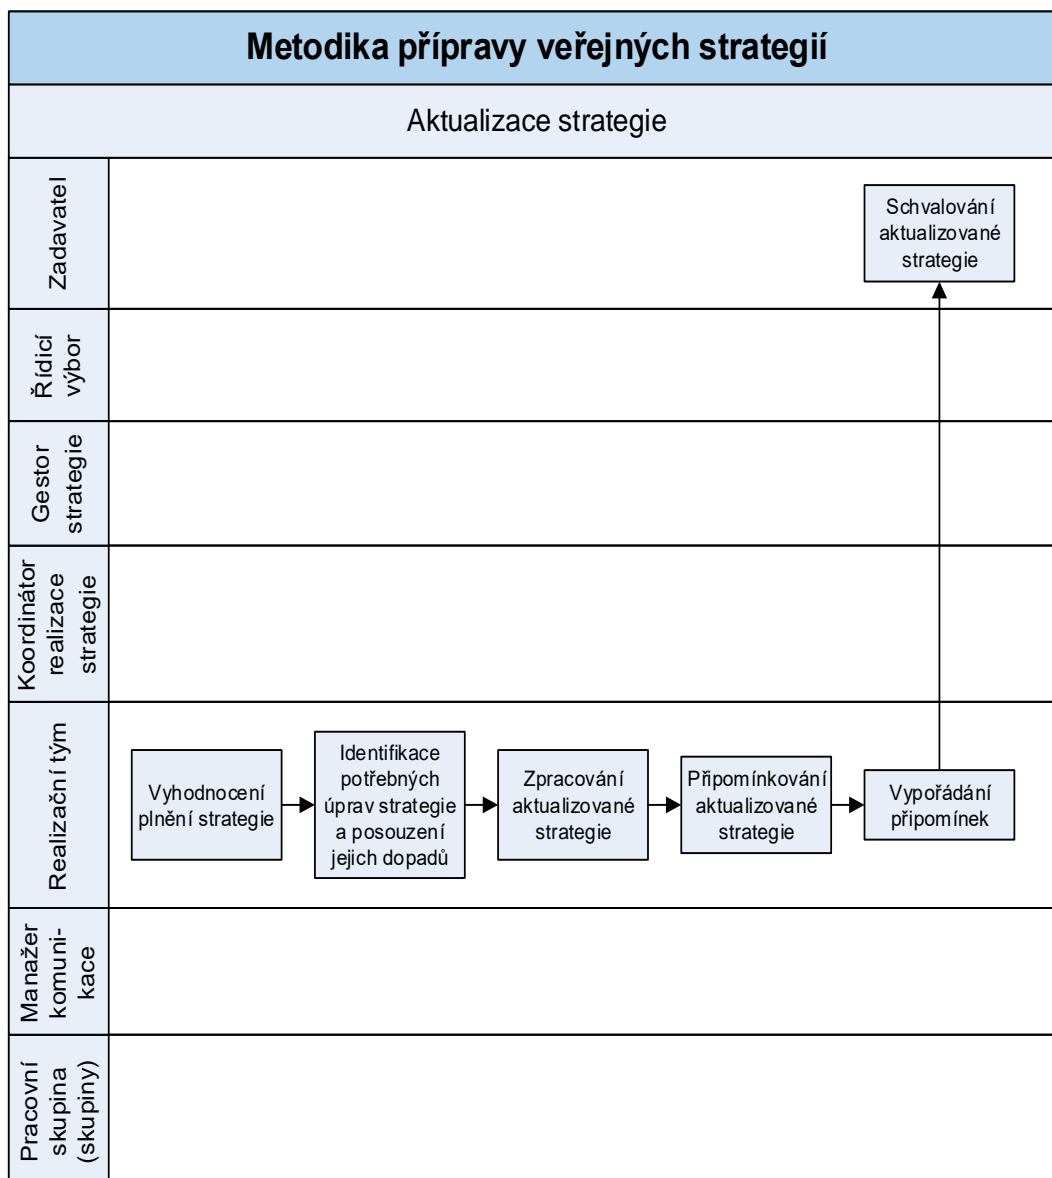 Metodika přípravy veřejných strategií
Aktualizace strategie
Zadavatel
Schvalování
aktualizované
strategie
Řídicí
výbor
Gestor
strategie
Koordinátor
realizace
strategie
Realizační tým
Vyhodnocení
plnění strategie
Identifikace
potřebných
úprav strategie
a posouzení
jejich dopadů
Zpracování
aktualizované
strategie
Připomínkování
aktualizované
strategie
Vypořádání
připomínek
Manažer
komuni-
kace
Pracovní
skupina
(skupiny)